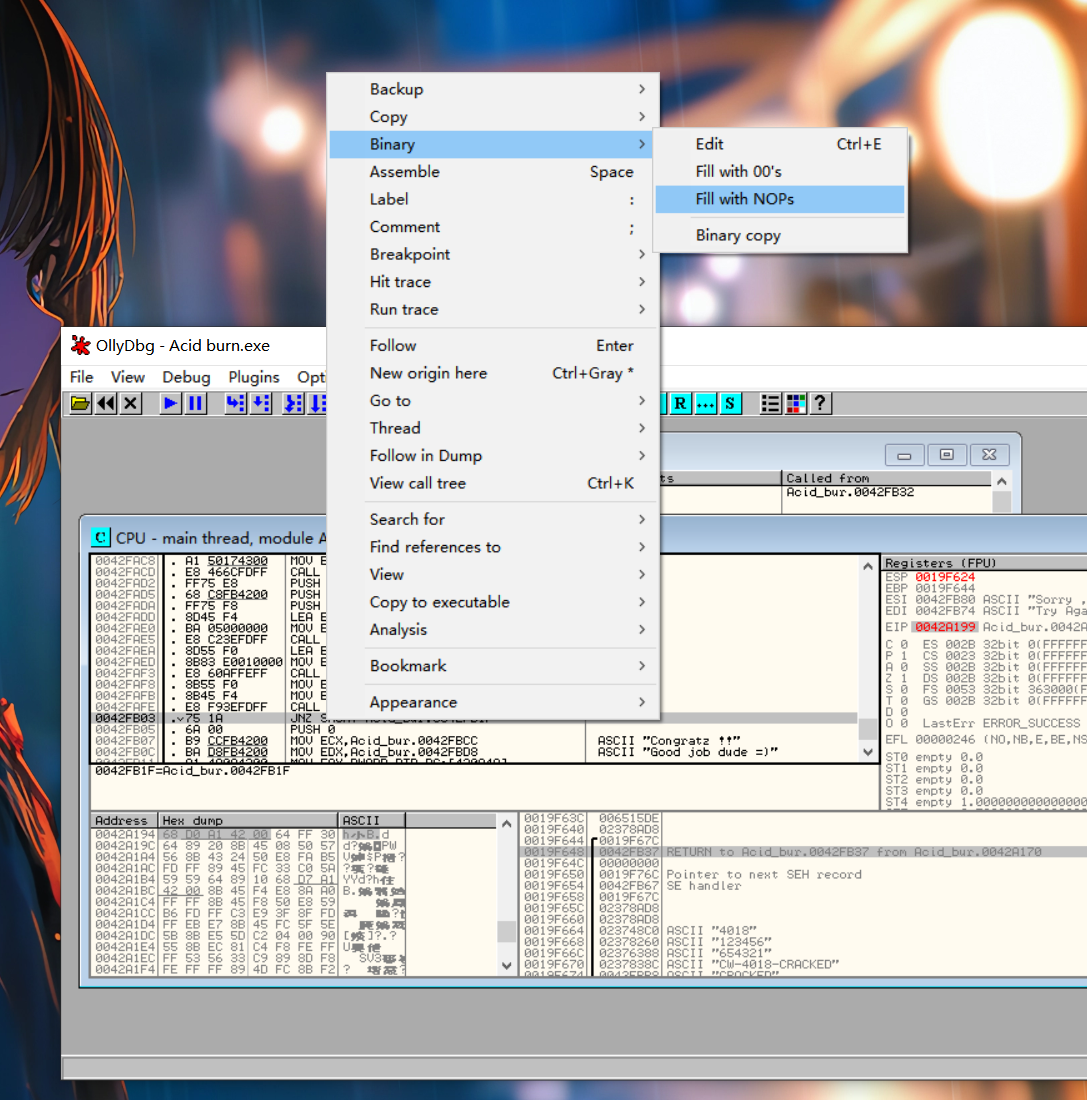 Backup
Copy
Binary
Assemble Space
Label :
Comment ;
Breakpoint
Hit trace
Run trace
Follow Enter
New origin here Ctrl+Gray *
Go to
Thread
Follow in Dump
View call tree Ctrl+K
Search for
Find references to
View
Copy to executable
Analysis
Bookmark
Appearance
Edit Ctrl+E
Fill with 00's
Fill with NOPs
Binary copy
OllyDbg - Acid burn.exe
File View Debug Plugins Opt
R ... S ?
ts Called from
Acid_bur.0042FB32
C CPU - main thread, module A
0042FAC8 . A1 50174300 MOV E
0042FACD . E8 466CFDFF CALL
0042FAD2 . FF75 E8 PUSH
0042FAD5 . 68 C8FB4200 PUSH
0042FADA . FF75 F8 PUSH
0042FADD . 8D45 F4 LEA E
0042FAE0 . BA 05000000 MOV E
0042FAE5 . E8 C23EFDFF CALL
0042FAEA . 8D55 F0 LEA E
0042FAED . 8B83 E0010000 MOV E
0042FAF3 . E8 60AFFEFF CALL
0042FAF8 . 8B55 F0 MOV E
0042FAFB . 8B45 F4 MOV E
0042FAFE . E8 F93EFDFF CALL
0042FB03 . 75 1A JNZ
0042FB05 . 6A 00 PUSH 0
0042FB07 . B9 CCFB4200 MOV ECX,Acid_bur.0042FBCC ASCII "Congratz !!"
0042FB0C . BA D8FB4200 MOV EDX,Acid_bur.0042FBD8 ASCII "Good job dude =)"
0042FB1F=Acid_bur.0042FB1F
Registers (FPU)
ESP 0019F624
EBP 0019F644
ESI 0042FB80 ASCII "Sorry ,
EDI 0042FB74 ASCII "Try Aga
EIP 0042A199 Acid_bur.0042A
C 0 ES 002B 32bit 0(FFFFFF
P 1 CS 0023 32bit 0(FFFFFF
A 0 SS 002B 32bit 0(FFFFFF
Z 1 DS 002B 32bit 0(FFFFFF
S 0 FS 0053 32bit 363000(F
T 0 GS 002B 32bit 0(FFFFFF
D 0
O 0 LastErr ERROR_SUCCESS
EFL 00000246 (NO,NB,E,BE,NS
ST0 empty 0.0
ST1 empty 0.0
ST2 empty 0.0
ST3 empty 0.0
ST4 empty 1.0000000000000
Address Hex dump ASCII
0042A194 68 D0 A1 42 00 64 FF 30
0042A19C 64 89 20 8B 45 08 50 57
0042A1A4 56 8B 43 24 50 E8 FA B5
0042A1AC FD FF 89 45 FC 33 C0 5A
0042A1B4 59 59 64 89 10 68 D7 A1
0042A1BC 42 00 8B 45 F4 E8 8A A0
0042A1C4 FF FF 8B 45 F8 50 E8 59
0042A1CC B6 FD FF C3 E9 3F 8F FD
0042A1D4 FF EB E7 8B 45 FC 5F 5E
0042A1DC 5B 8B E5 5D C2 04 00 90
0042A1E4 55 8B EC 81 C4 F8 FE FF
0042A1EC FF 53 56 33 C9 89 8D F8
0042A1F4 FE FF FF 89 4D FC 8B F2
0019F63C 006515DE
0019F640 02378AD8
0019F644 0019F67C
0019F648 0042FB37 RETURN to Acid_bur.0042FB37 from Acid_bur.0042A170
0019F64C 00000000
0019F650 0019F76C Pointer to next SEH record
0019F654 0042FB67 SE handler
0019F658 0019F67C
0019F65C 02378AD8
0019F660 02378AD8
0019F664 023748C0 ASCII "4018"
0019F668 02378260 ASCII "123456"
0019F66C 02376388 ASCII "654321"
0019F670 0237838C ASCII "CW-4018-CRACKED"